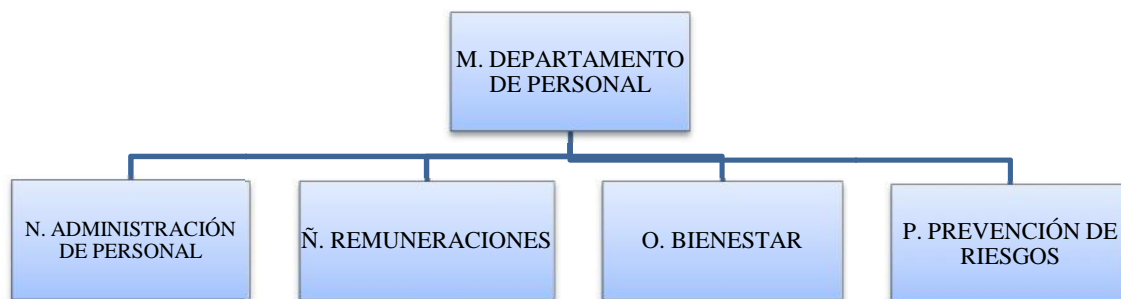 M. DEPARTAMENTO
DE PERSONAL
N. ADMINISTRACIÓN
DE PERSONAL
Ñ. REMUNERACIONES
O. BIENESTAR
P. PREVENCIÓN DE
RIESGOS